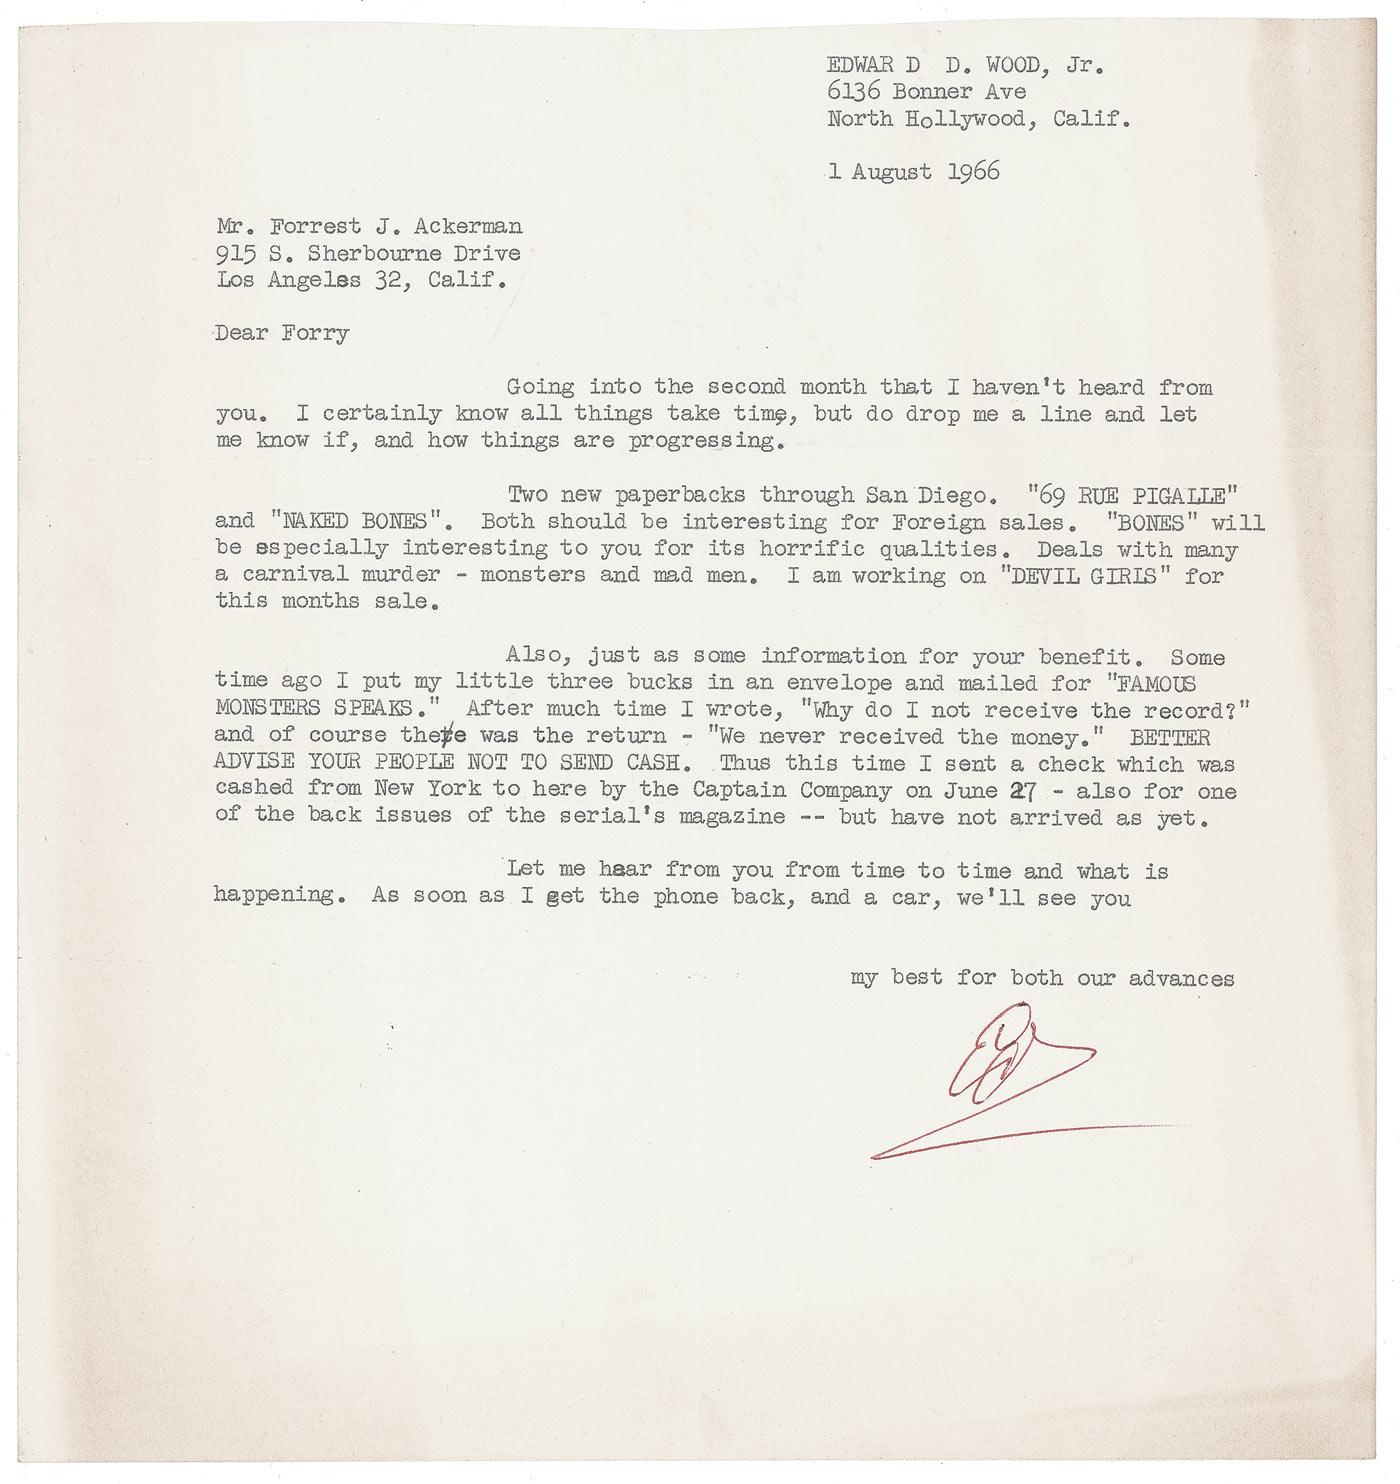 EDWAR D  D. WOOD, Jr.
6136 Bonner Ave
North Hollywood, Calif.
1 August 1966
Mr. Forrest J. Ackerman
915 S. Sherbourne Drive
Los Angeles 32, Calif.
Dear Forry
Going into the second month that I haven't heard from
you.  I certainly know all things take time, but do drop me a line and let
me know if, and how things are progressing.
Two new paperbacks through San Diego.  "69 RUE PIGALLE"
and "NAKED BONES".  Both should be interesting for Foreign sales.  "BONES" will
be especially interesting to you for its horrific qualities.  Deals with many
a carnival murder - monsters and mad men.  I am working on "DEVIL GIRLS" for
this months sale.
Also, just as some information for your benefit.  Some
time ago I put my little three bucks in an envelope and mailed for "FAMOUS
MONSTERS SPEAKS."  After much time I wrote, "Why do I not receive the record?"
and of course there was the return - "We never received the money."  BETTER
ADVISE YOUR PEOPLE NOT TO SEND CASH.  Thus this time I sent a check which was
cashed from New York to here by the Captain Company on June 27 - also for one
of the back issues of the serial's magazine -- but have not arrived as yet.
Let me haar from you from time to time and what is
happening.  As soon as I get the phone back, and a car, we'll see you
my best for both our advances
Ed